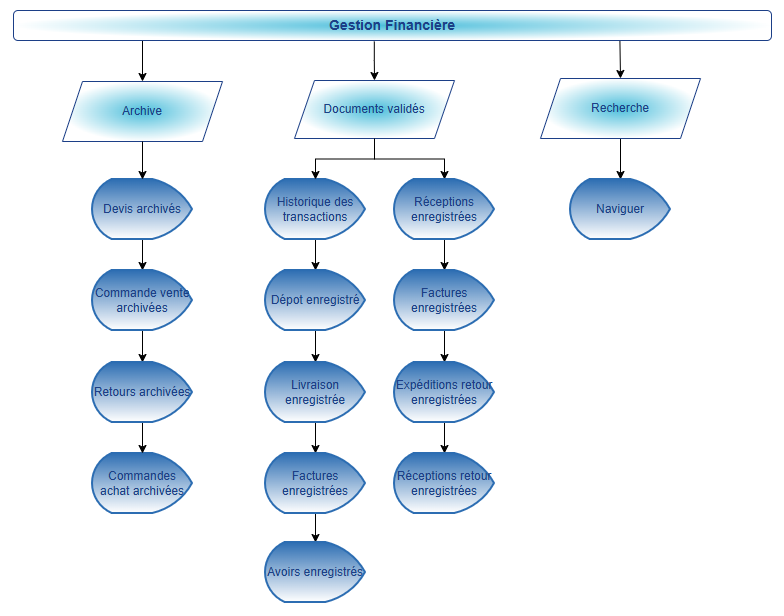 Gestion Financière
Archive
Documents validés
Recherche
Devis archivés
Historique des
transactions
Réceptions
enregistrées
Naviguer
Commande vente
archivées
Dépot enregistré
Factures
enregistrées
Retours archivées
Livraison
enregistrée
Expéditions retour
enregistrées
Commandes
achat archivées
Factures
enregistrées
Réceptions retour
enregistrées
Avoirs enregistrés